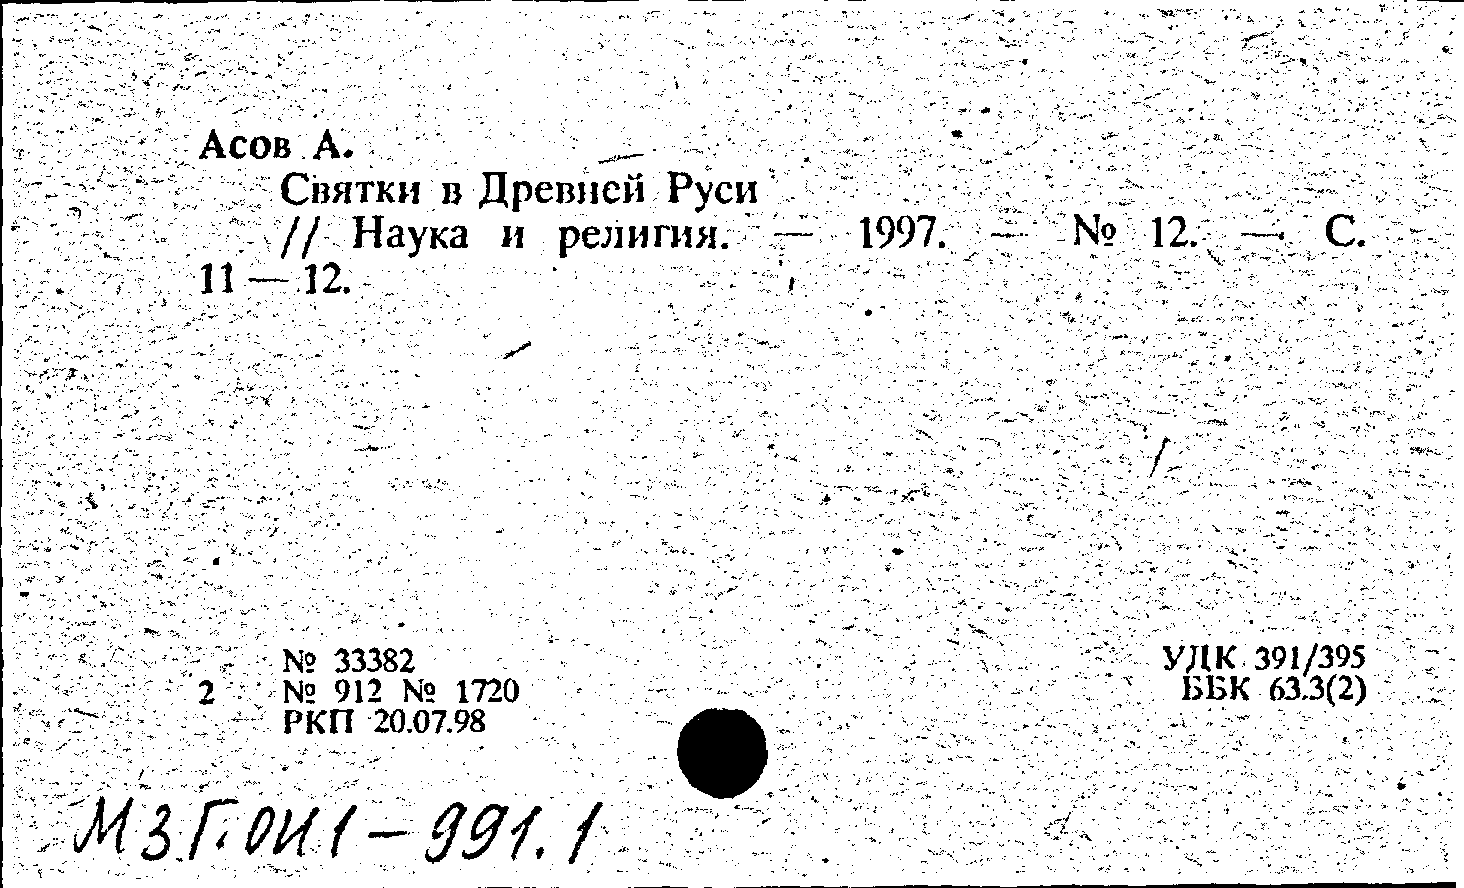 Асов А.
Святки в Древней Руси
// Наука и религия. — 1997. — № 12. — С.
11 — 12.
№ 33382
2 № 912 № 1720
РКП 20.07.98
УДК 391/395
ББК 63.3(2)
М3Г.ОИ1-991.1